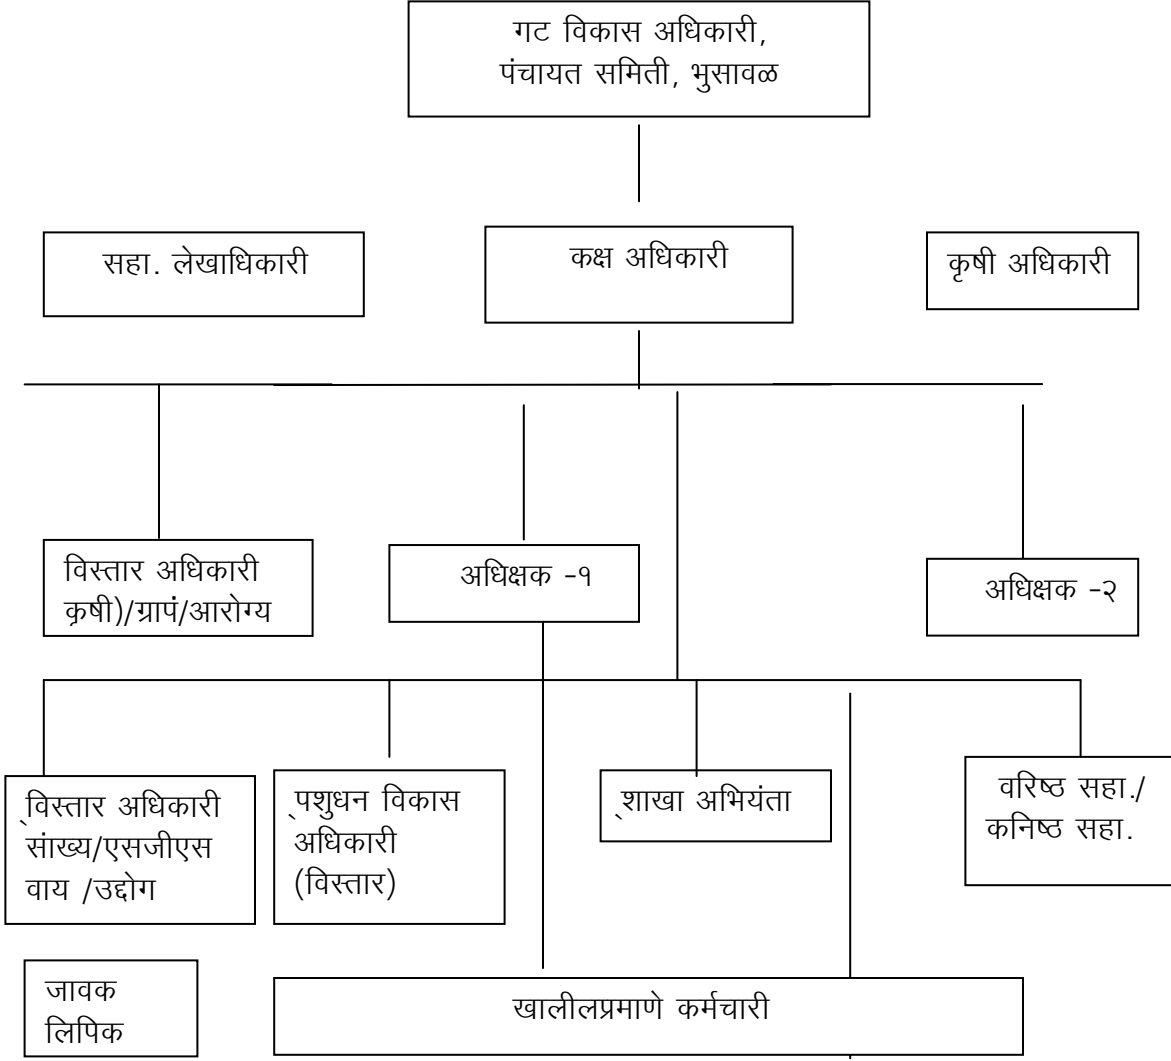 गट विकास अधिकारी,
पंचायत समिती, भुसावळ
सहा. लेखाधिकारी
कक्ष अधिकारी
कृषी अधिकारी
विस्तार अधिकारी
कृषी)/ग्रापं/आरोग्य
अधिक्षक -१
अधिक्षक -२
विस्तार अधिकारी
सांख्य/एसजीएस
वाय /उद्दोग
पशुधन विकास
अधिकारी
(विस्तार)
शाखा अभियंता
वरिष्ठ सहा./
कनिष्ठ सहा.
जावक
लिपिक
खालीलप्रमाणे कर्मचारी